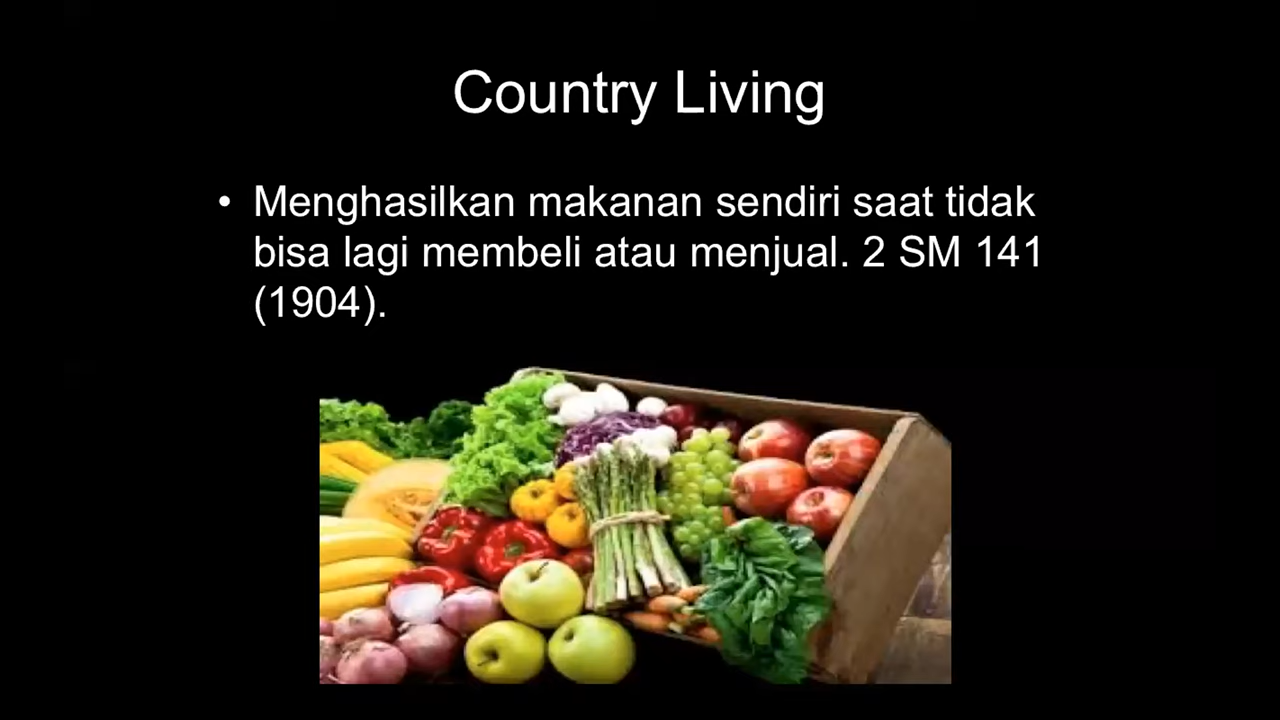 Country Living
• Menghasilkan makanan sendiri saat tidak
bisa lagi membeli atau menjual. 2 SM 141
(1904).